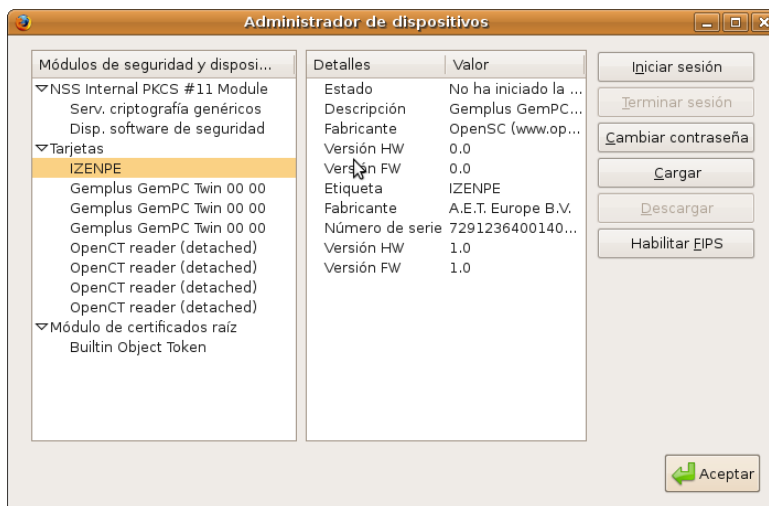 Administrador de dispositivos
Módulos de seguridad y disposi...
NSS Internal PKCS #11 Module
Serv. criptografía genéricos
Disp. software de seguridad
Tarjetas
IZENPE
Gemplus GemPC Twin 00 00
Gemplus GemPC Twin 00 00
Gemplus GemPC Twin 00 00
OpenCT reader (detached)
OpenCT reader (detached)
OpenCT reader (detached)
OpenCT reader (detached)
Módulo de certificados raíz
Builtin Object Token
Detalles Valor
Estado No ha iniciado la ...
Descripción Gemplus GemPC...
Fabricante OpenSC (www.op...
Versión HW 0.0
Versión FW 0.0
Etiqueta IZENPE
Fabricante A.E.T. Europe B.V.
Número de serie 7291236400140...
Versión HW 1.0
Versión FW 1.0
Iniciar sesión
Terminar sesión
Cambiar contraseña
Cargar
Descargar
Habilitar FIPS
Aceptar